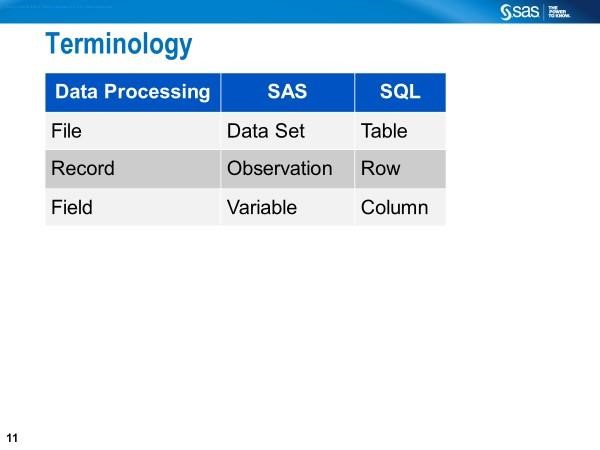 sas THE
POWER
TO KNOW.
Terminology
Data Processing SAS SQL
File Data Set Table
Record Observation Row
Field Variable Column
11